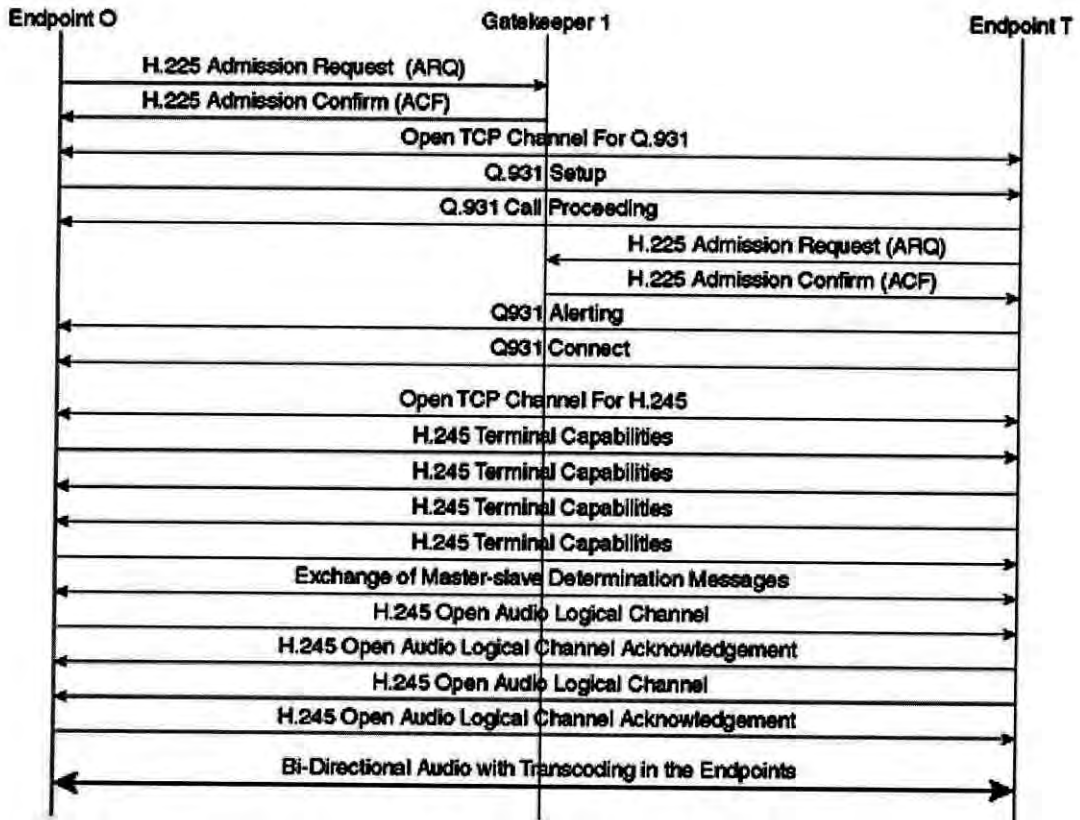 Endpoint O
Gatekeeper 1
Endpoint T
H.225 Admission Request (ARQ)
H.225 Admission Confirm (ACF)
Open TCP Channel For Q.931
Q.931 Setup
Q.931 Call Proceeding
H.225 Admission Request (ARQ)
H.225 Admission Confirm (ACF)
Q931 Alerting
Q931 Connect
Open TCP Channel For H.245
H.245 Terminal Capabilities
H.245 Terminal Capabilities
H.245 Terminal Capabilities
H.245 Terminal Capabilities
Exchange of Master-slave Determination Messages
H.245 Open Audio Logical Channel
H.245 Open Audio Logical Channel Acknowledgement
H.245 Open Audio Logical Channel
H.245 Open Audio Logical Channel Acknowledgement
Bi-Directional Audio with Transcoding in the Endpoints